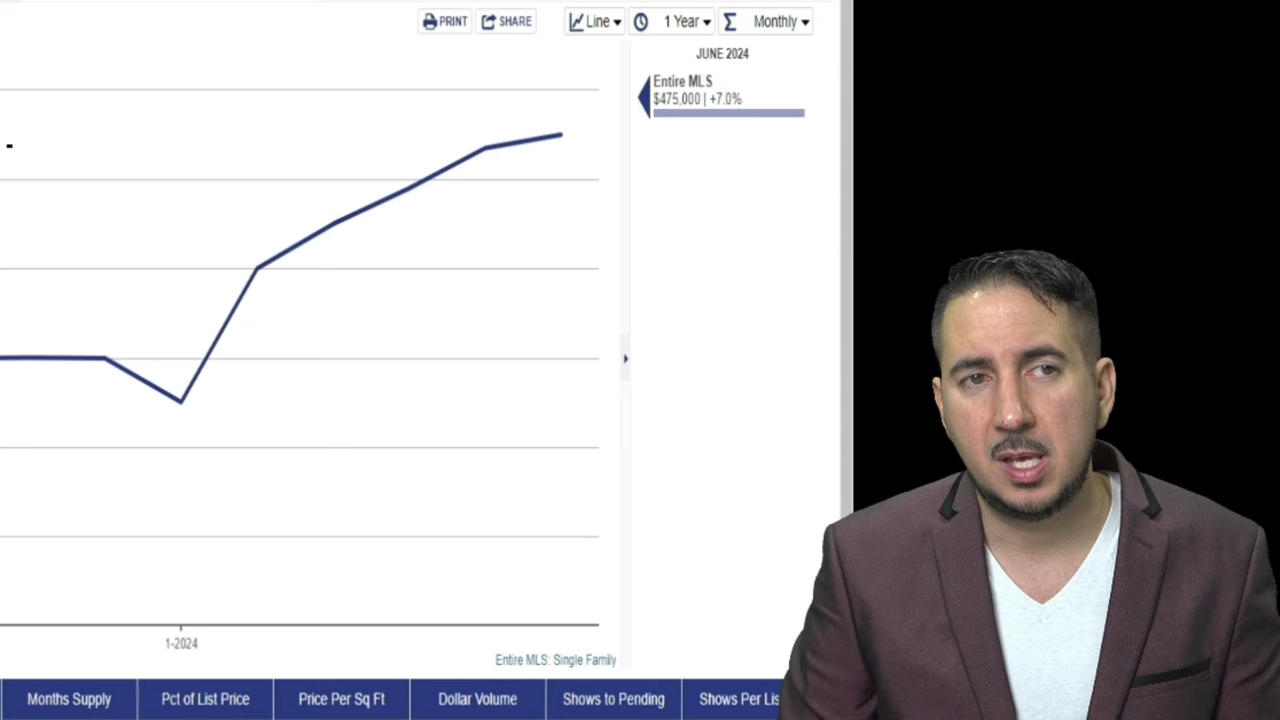 PRINT SHARE Line 1 Year Monthly
JUNE 2024
Entire MLS
$475,000 | +7.0%
1-2024
Entire MLS: Single Family
Months Supply Pct of List Price Price Per Sq Ft Dollar Volume Shows to Pending Shows Per Lis